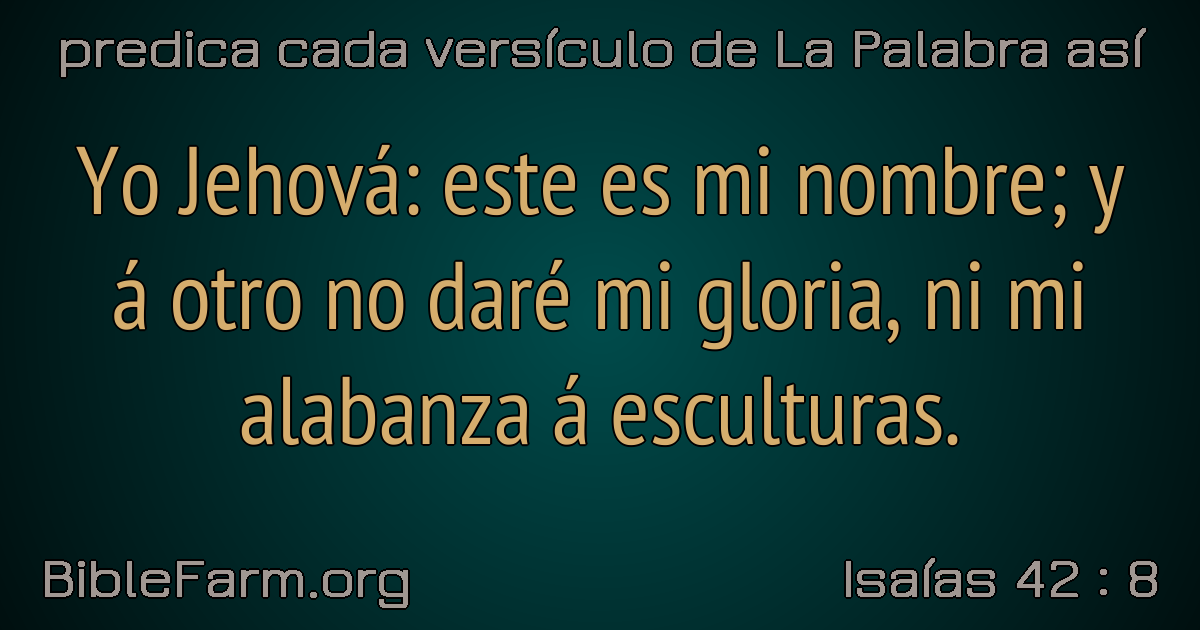 predica cada versículo de La Palabra así
Yo Jehová: este es mi nombre; y
á otro no daré mi gloria, ni mi
alabanza á esculturas.
BibleFarm.org
Isaías 42 : 8